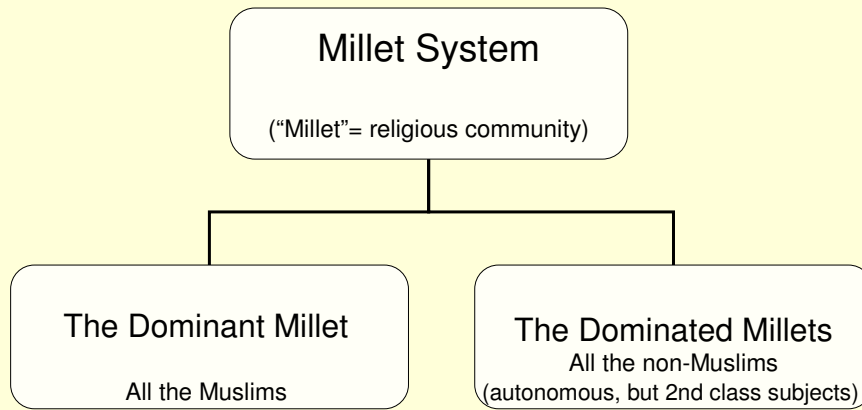 Millet System
(“Millet”= religious community)
The Dominant Millet
All the Muslims
The Dominated Millets
All the non-Muslims
(autonomous, but 2nd class subjects)